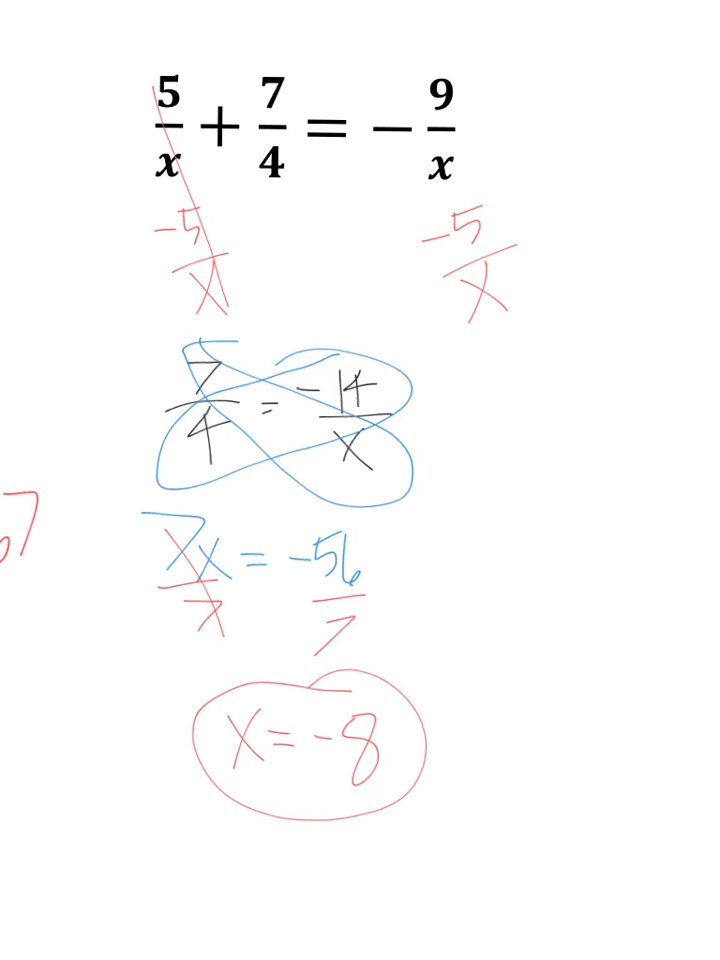 5/x + 7/4 = - 9/x
-5/x -5/x
7/4 = -14/x
7x = -56
7 7
x = -8